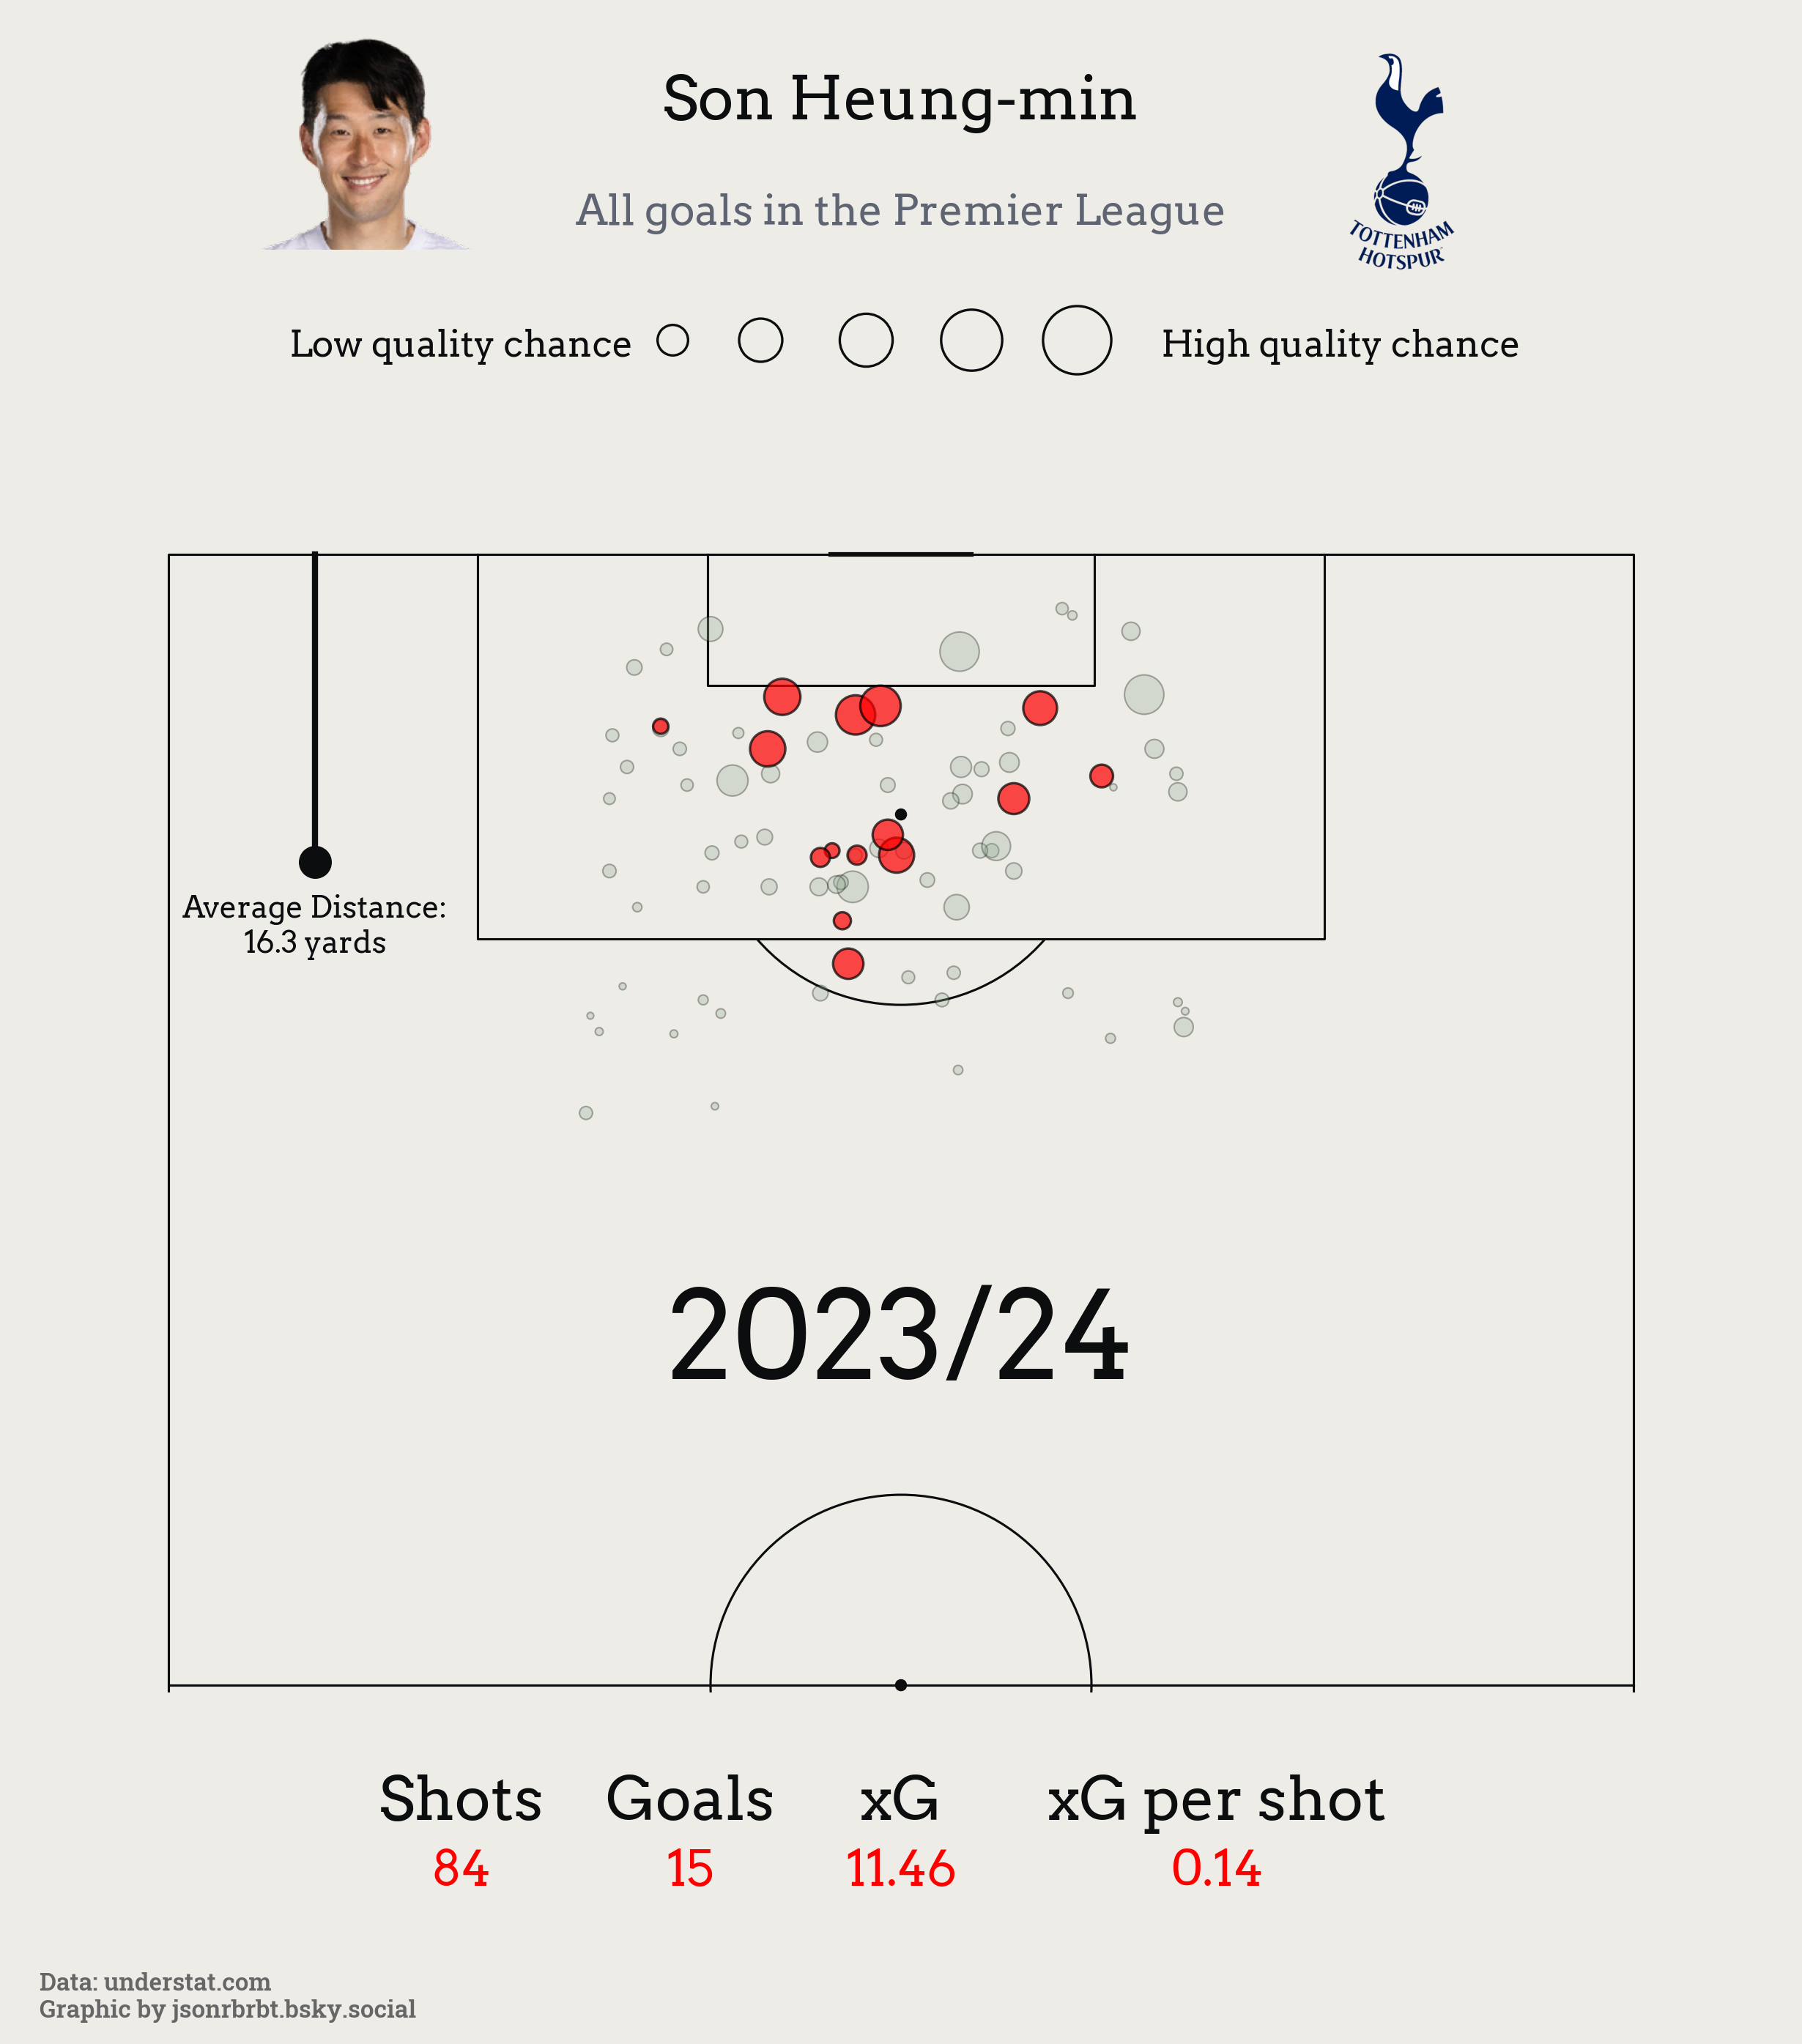 Son Heung-min
All goals in the Premier League
TOTTENHAM
HOTSPUR
Low quality chance
High quality chance
Average Distance:
16.3 yards
2023/24
Shots Goals xG xG per shot
84 15 11.46 0.14
Data: understat.com
Graphic by jsonrbrbt.bsky.social